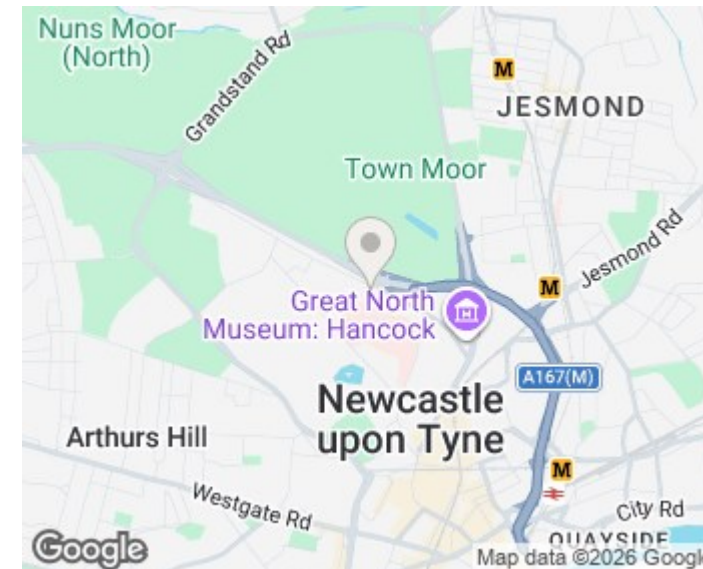 Nuns Moor
(North)
Grandstand Rd
M
JESMOND
Town Moor
Jesmond Rd
M
Great North
Museum: Hancock
A167(M)
Newcastle
upon Tyne
Arthurs Hill
M
Westgate Rd
City Rd
QUAYSIDE
Google
Map data ©2026 Google